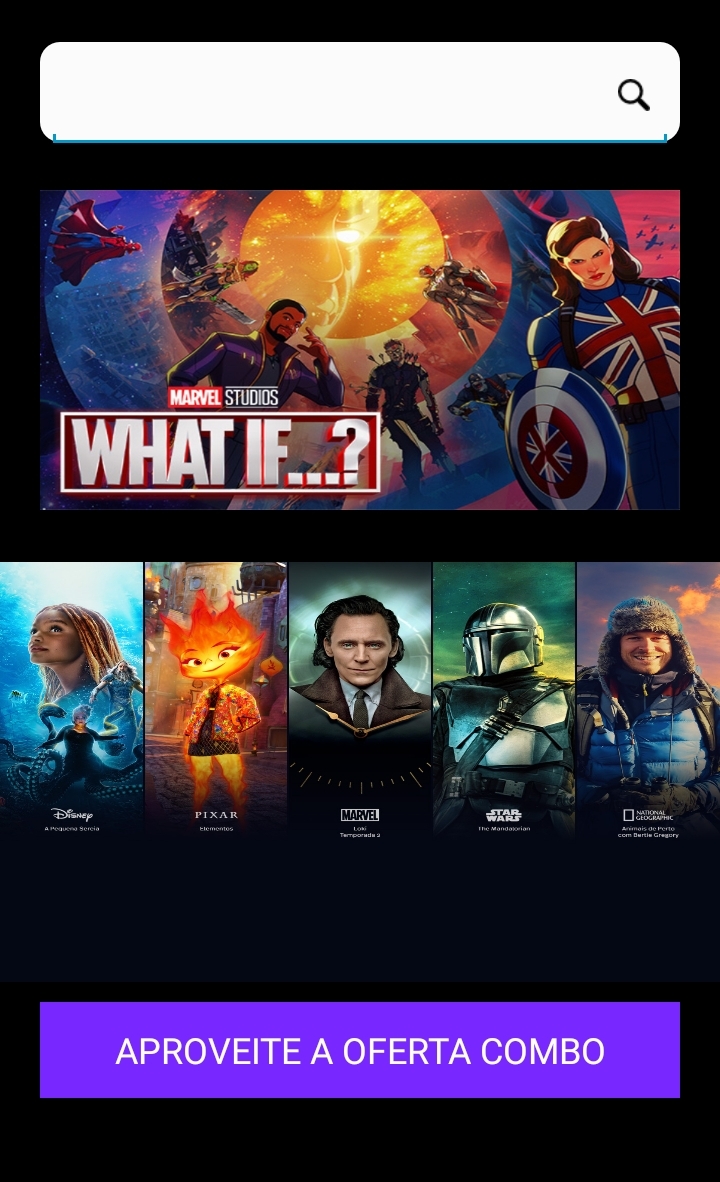 MARVEL STUDIOS
WHAT IF...?
Disney
A Pequena Sereia
PIXAR
Elementos
MARVEL
Loki
Temporada 2
STAR
WARS
The Mandalorian
NATIONAL
GEOGRAPHIC
Animais de Perto
com Bertie Gregory
APROVEITE A OFERTA COMBO